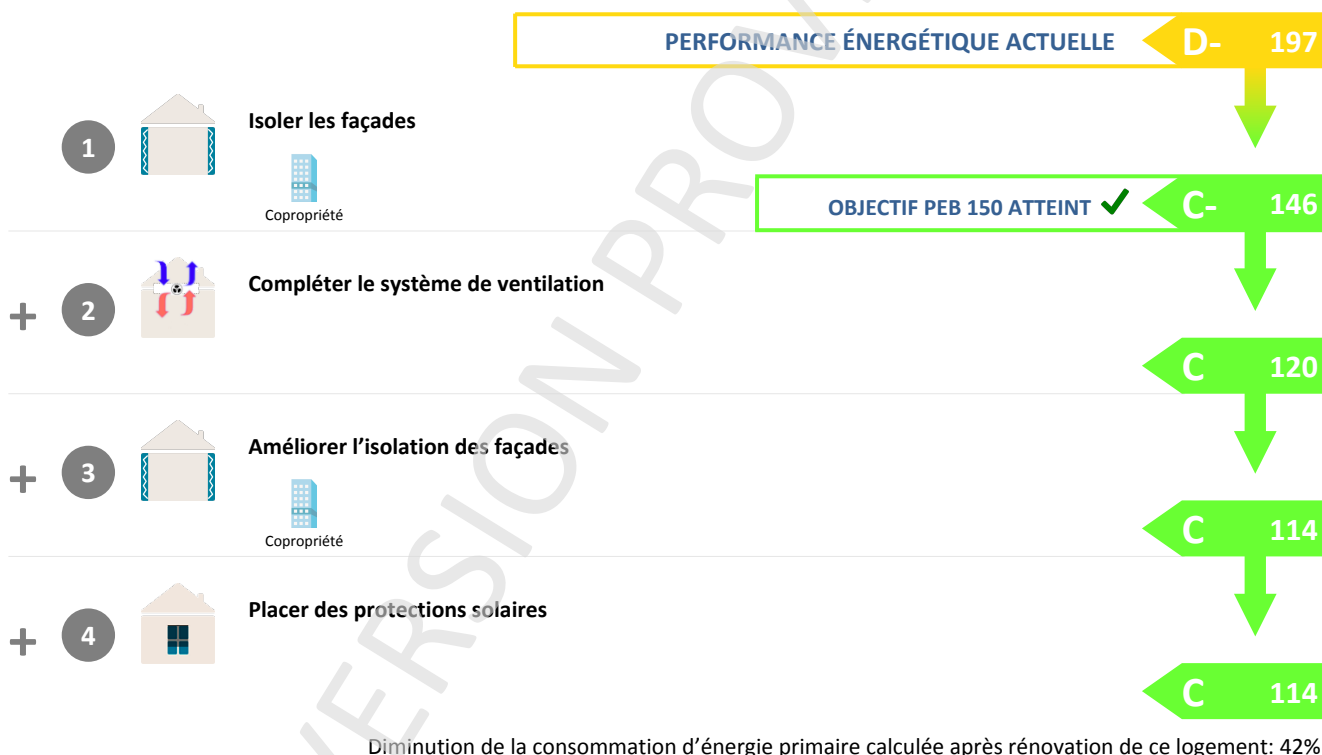 PERFORMANCE ÉNERGÉTIQUE ACTUELLE D- 197
1 Isoler les façades
Copropriété
OBJECTIF PEB 150 ATTEINT ✔ C- 146
+ 2 Compléter le système de ventilation
C 120
+ 3 Améliorer l’isolation des façades
Copropriété
C 114
+ 4 Placer des protections solaires
C 114
Diminution de la consommation d’énergie primaire calculée après rénovation de ce logement: 42%
VERSION PROV